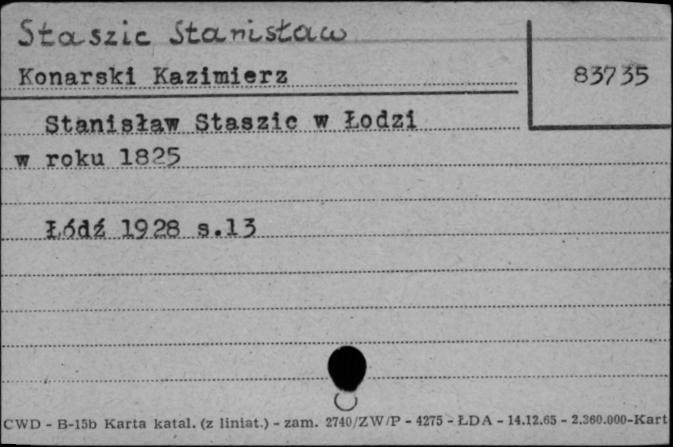 Staszic Stanisław
Konarski Kazimierz
83735
Stanisław Staszic w Łodzi
w roku 1825
Łódź 1928 s.13
CWD - B-15b Karta katal. (z liniat.) - zam. 2740/ZW/P - 4275 - ŁDA - 14.12.65 - 2.360.000-Kart